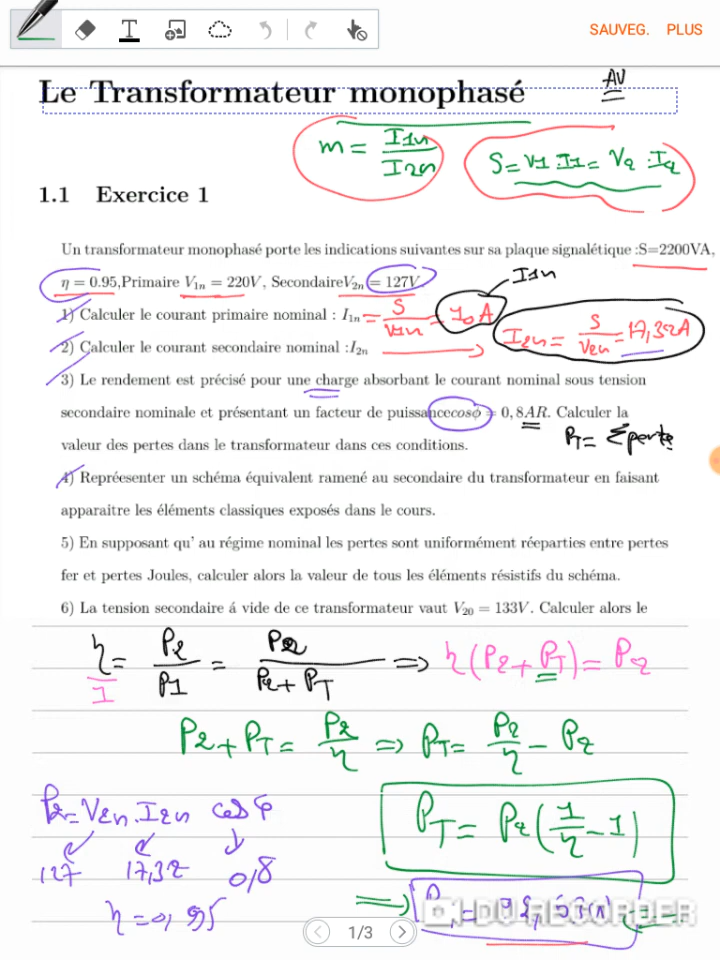 SAUVEG. PLUS
Le Transformateur monophasé
AV
m = I1n / I2n
S = V1 . I1 = V2 . I2
1.1 Exercice 1
Un transformateur monophasé porte les indications suivantes sur sa plaque signalétique :S=2200VA,
η = 0.95,Primaire V1n = 220V, SecondaireV2n = 127V
I1n
1) Calculer le courant primaire nominal : I1n = S / V1n = 10 A
2) Calculer le courant secondaire nominal :I2n
I2n = S / V2n = 17,32A
3) Le rendement est précisé pour une charge absorbant le courant nominal sous tension
secondaire nominale et présentant un facteur de puissancecosϕ = 0, 8AR. Calculer la
valeur des pertes dans le transformateur dans ces conditions.
PT = Σ perte
4) Repréesenter un schéma équivalent ramené au secondaire du transformateur en faisant
apparaitre les éléments classiques exposés dans le cours.
5) En supposant qu' au régime nominal les pertes sont uniformément réeparties entre pertes
fer et pertes Joules, calculer alors la valeur de tous les éléments résistifs du schéma.
6) La tension secondaire á vide de ce transformateur vaut V20 = 133V. Calculer alors le
η / 1 = P2 / P1 = P2 / P2 + PT ⇒ η (P2 + PT) = P2
P2 + PT = P2 / η ⇒ PT = P2 / η - P2
P2 = V2n . I2n cos φ
PT = P2 ( 1 / η - 1 )
127 17,32 0,8
η = 0,95
DU RECORDER
1/3